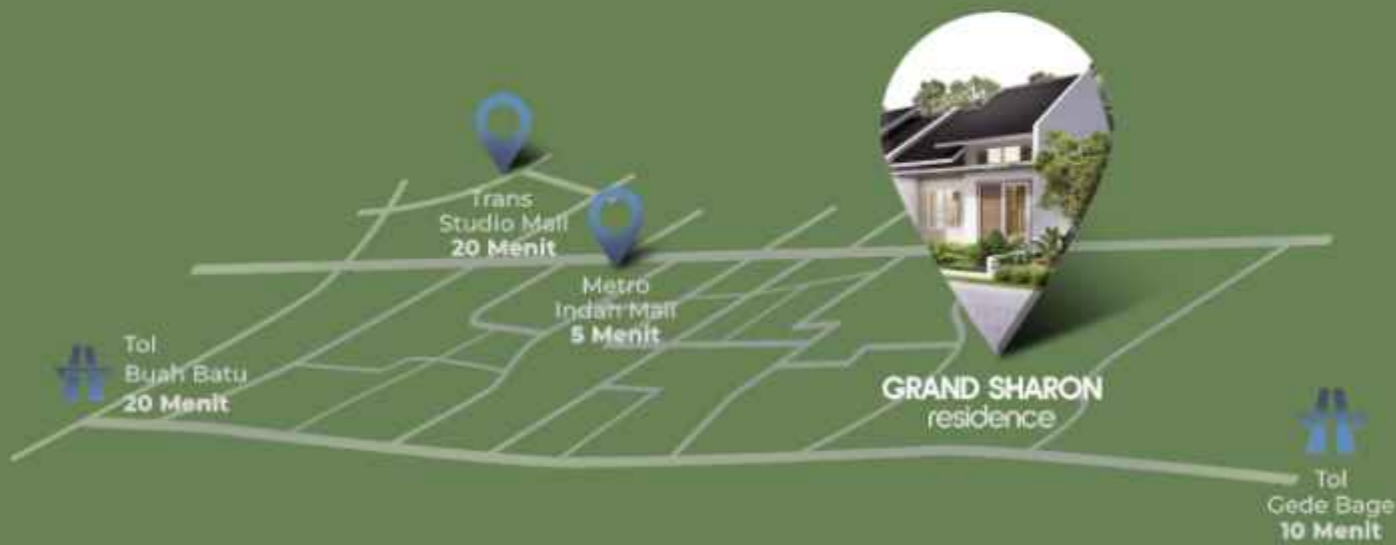 Trans
Studio Mall
20 Menit
Metro
Indah Mall
5 Menit
Tol
Buah Batu
20 Menit
GRAND SHARON
residence
Tol
Gede Bage
10 Menit